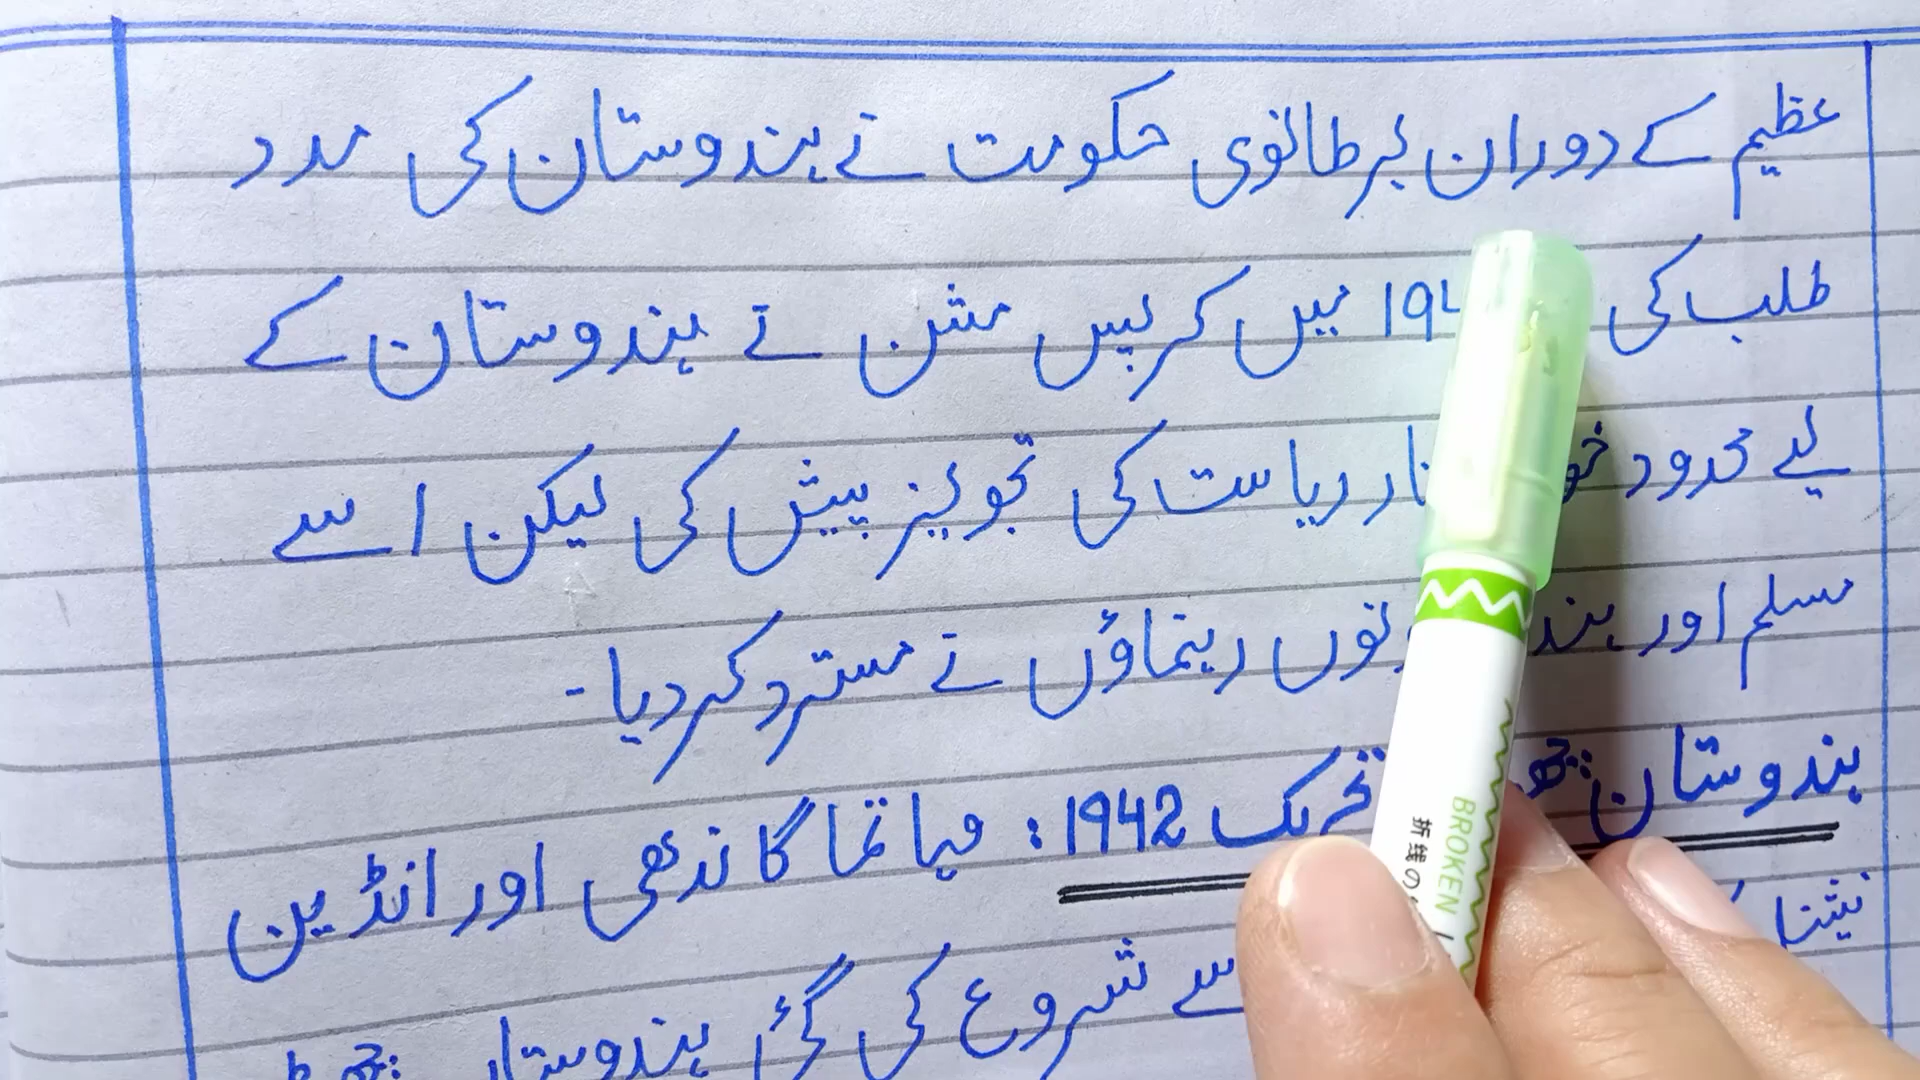 عظیم کے دوران برطانوی حکومت نے ہندوستان کی مدد
طلب کی میں کرپس مشن نے ہندوستان کے
لیے محدود ریاست کی تجویز پیش کی لیکن اسے
مسلم اور رہنماؤں نے مسترد کر دیا۔
ہندوستان تحریک 1942: مہاتما گاندھی اور انڈین
سے شروع کی گئی
BROKEN